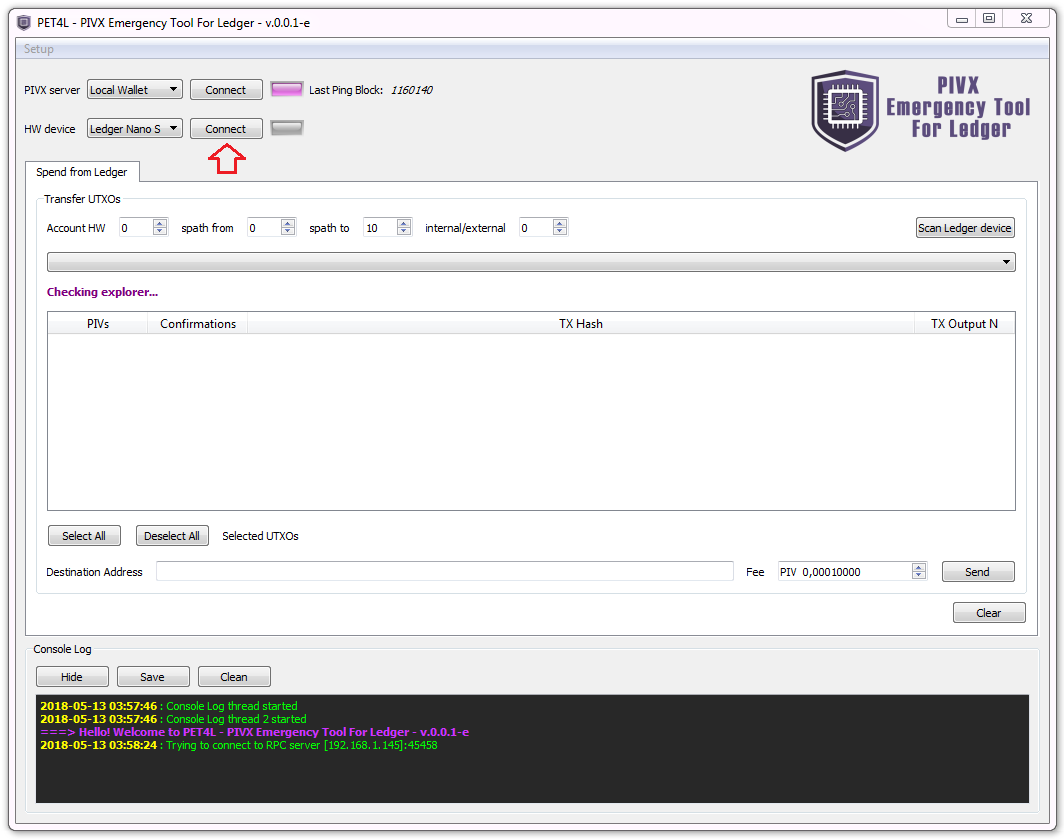 PET4L - PIVX Emergency Tool For Ledger - v.0.0.1-e
Setup
PIVX server Local Wallet Connect Last Ping Block: 1160140
HW device Ledger Nano S Connect
PIVX
Emergency Tool
For Ledger
Spend from Ledger
Transfer UTXOs
Account HW 0 spath from 0 spath to 10 internal/external 0 Scan Ledger device
Checking explorer...
PIVs Confirmations TX Hash TX Output N
Select All Deselect All Selected UTXOs
Destination Address Fee PIV 0,00010000 Send
Clear
Console Log
Hide Save Clean
2018-05-13 03:57:46 : Console Log thread started
2018-05-13 03:57:46 : Console Log thread 2 started
===> Hello! Welcome to PET4L - PIVX Emergency Tool For Ledger - v.0.0.1-e
2018-05-13 03:58:24 : Trying to connect to RPC server [192.168.1.145]:45458